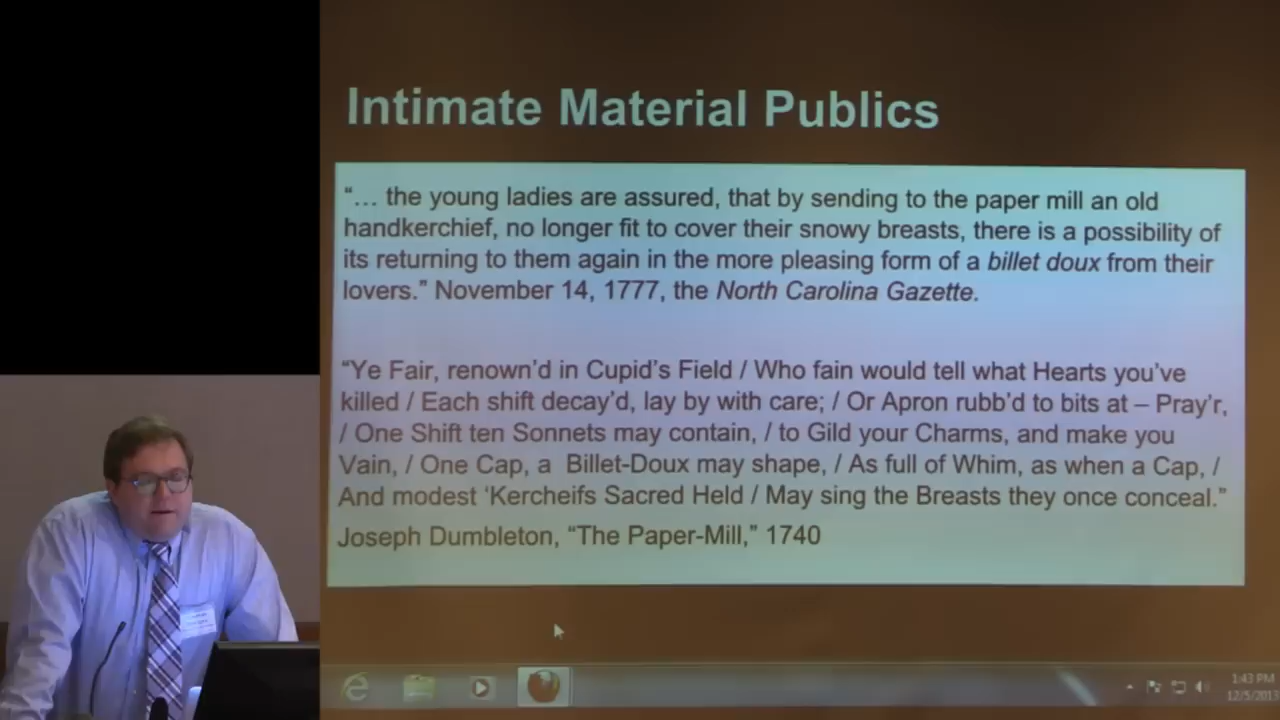 Intimate Material Publics
“… the young ladies are assured, that by sending to the paper mill an old
handkerchief, no longer fit to cover their snowy breasts, there is a possibility of
its returning to them again in the more pleasing form of a billet doux from their
lovers.” November 14, 1777, the North Carolina Gazette.
“Ye Fair, renown’d in Cupid’s Field / Who fain would tell what Hearts you’ve
killed / Each shift decay’d, lay by with care; / Or Apron rubb’d to bits at – Pray’r,
/ One Shift ten Sonnets may contain, / to Gild your Charms, and make you
Vain, / One Cap, a Billet-Doux may shape, / As full of Whim, as when a Cap, /
And modest ‘Kercheifs Sacred Held / May sing the Breasts they once conceal.”
Joseph Dumbleton, “The Paper-Mill,” 1740
1:43 PM
12/5/2013